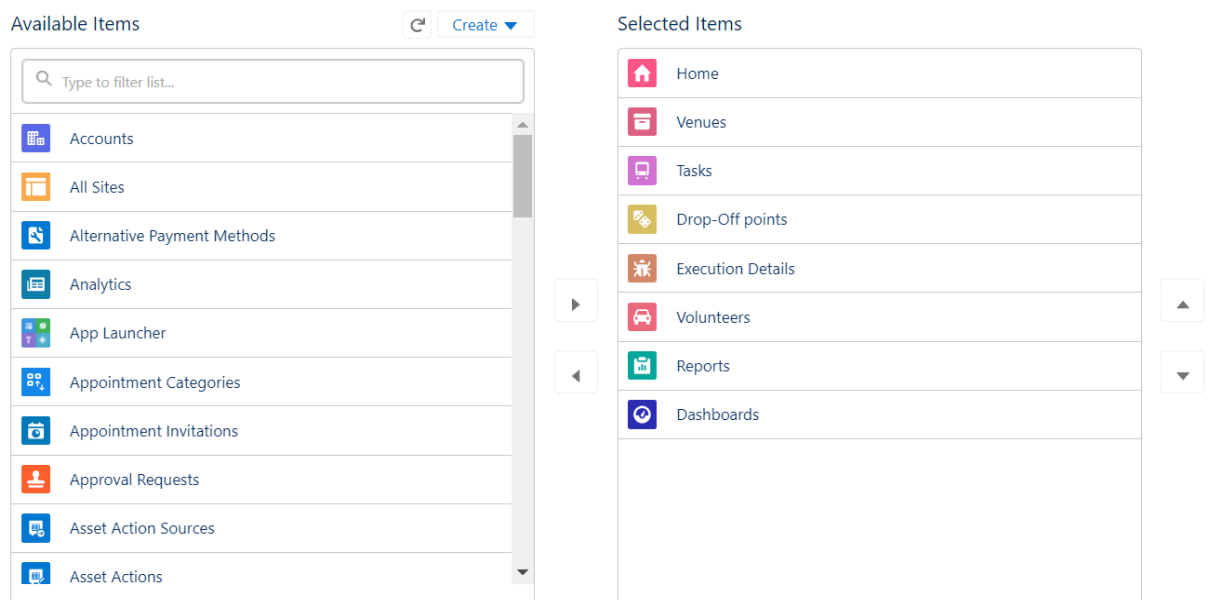 Available Items
Create
Type to filter list...
Accounts
All Sites
Alternative Payment Methods
Analytics
App Launcher
Appointment Categories
Appointment Invitations
Approval Requests
Asset Action Sources
Asset Actions
Selected Items
Home
Venues
Tasks
Drop-Off points
Execution Details
Volunteers
Reports
Dashboards